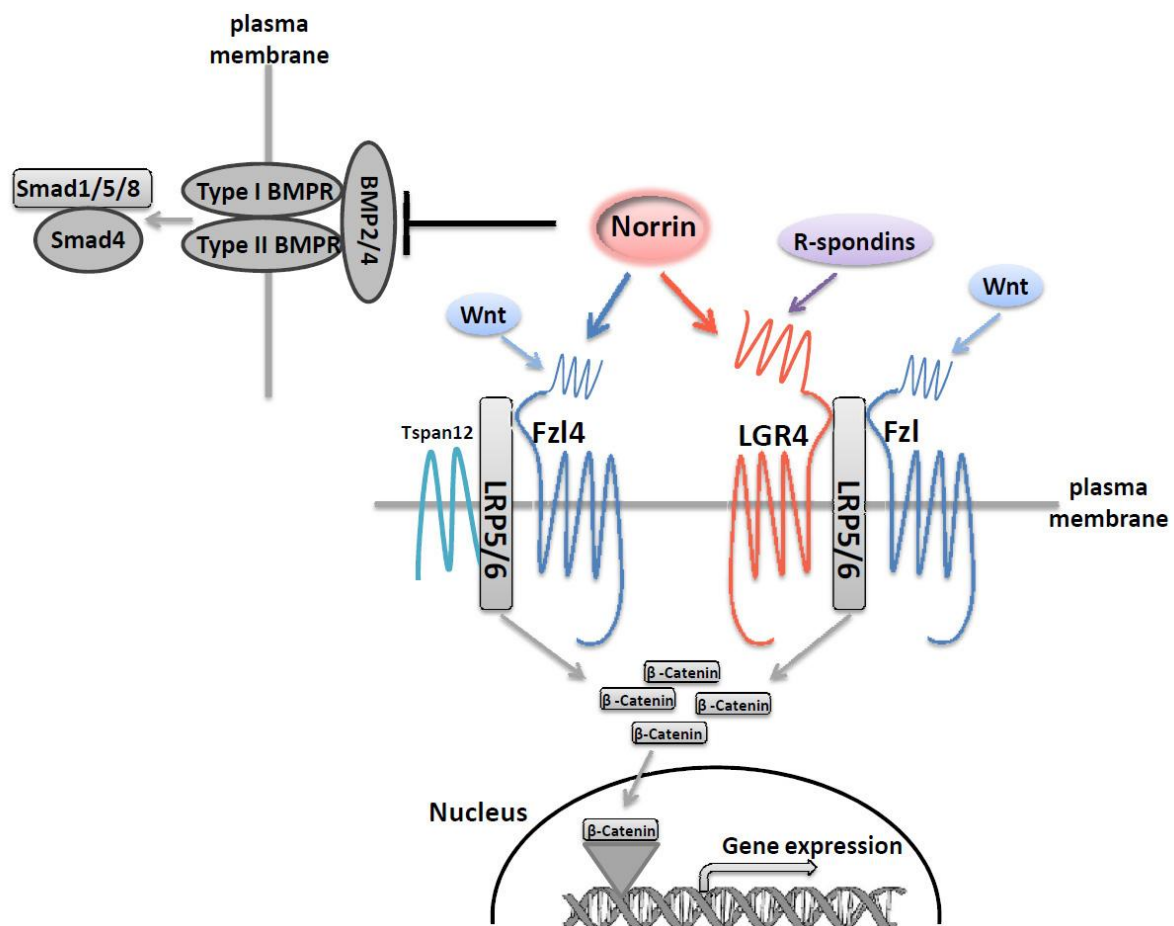 plasma
membrane
Smad1/5/8
Smad4
Type I BMPR
Type II BMPR
BMP2/4
Norrin
R-spondins
Wnt
Wnt
Tspan12
LRP5/6
Fzl4
LGR4
LRP5/6
Fzl
plasma
membrane
β -Catenin
β -Catenin
β -Catenin
β-Catenin
Nucleus
β-Catenin
Gene expression